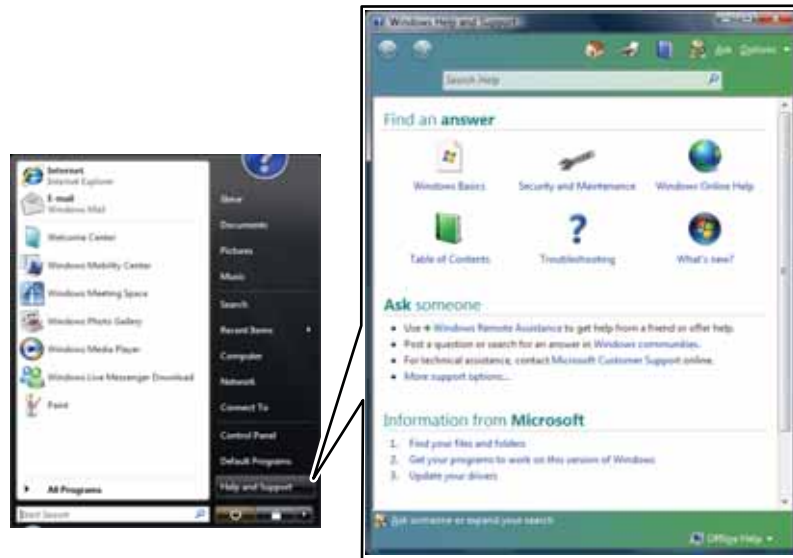 Internet
Internet Explorer
E-mail
Windows Mail
Welcome Center
Windows Mobility Center
Windows Meeting Space
Windows Photo Gallery
Windows Media Player
Windows Live Messenger Download
Paint
All Programs
Start Search
Steve
Documents
Pictures
Music
Search
Recent Items
Computer
Network
Connect To
Control Panel
Default Programs
Help and Support
Windows Help and Support
Ask Options
Search Help
Find an answer
Windows Basics Security and Maintenance Windows Online Help
Table of Contents Troubleshooting What's new?
Ask someone
• Use Windows Remote Assistance to get help from a friend or offer help.
• Post a question or search for an answer in Windows communities.
• For technical assistance, contact Microsoft Customer Support online.
• More support options...
Information from Microsoft
1. Find your files and folders
2. Get your programs to work on this version of Windows
3. Update your drivers
Ask someone or expand your search
Offline Help